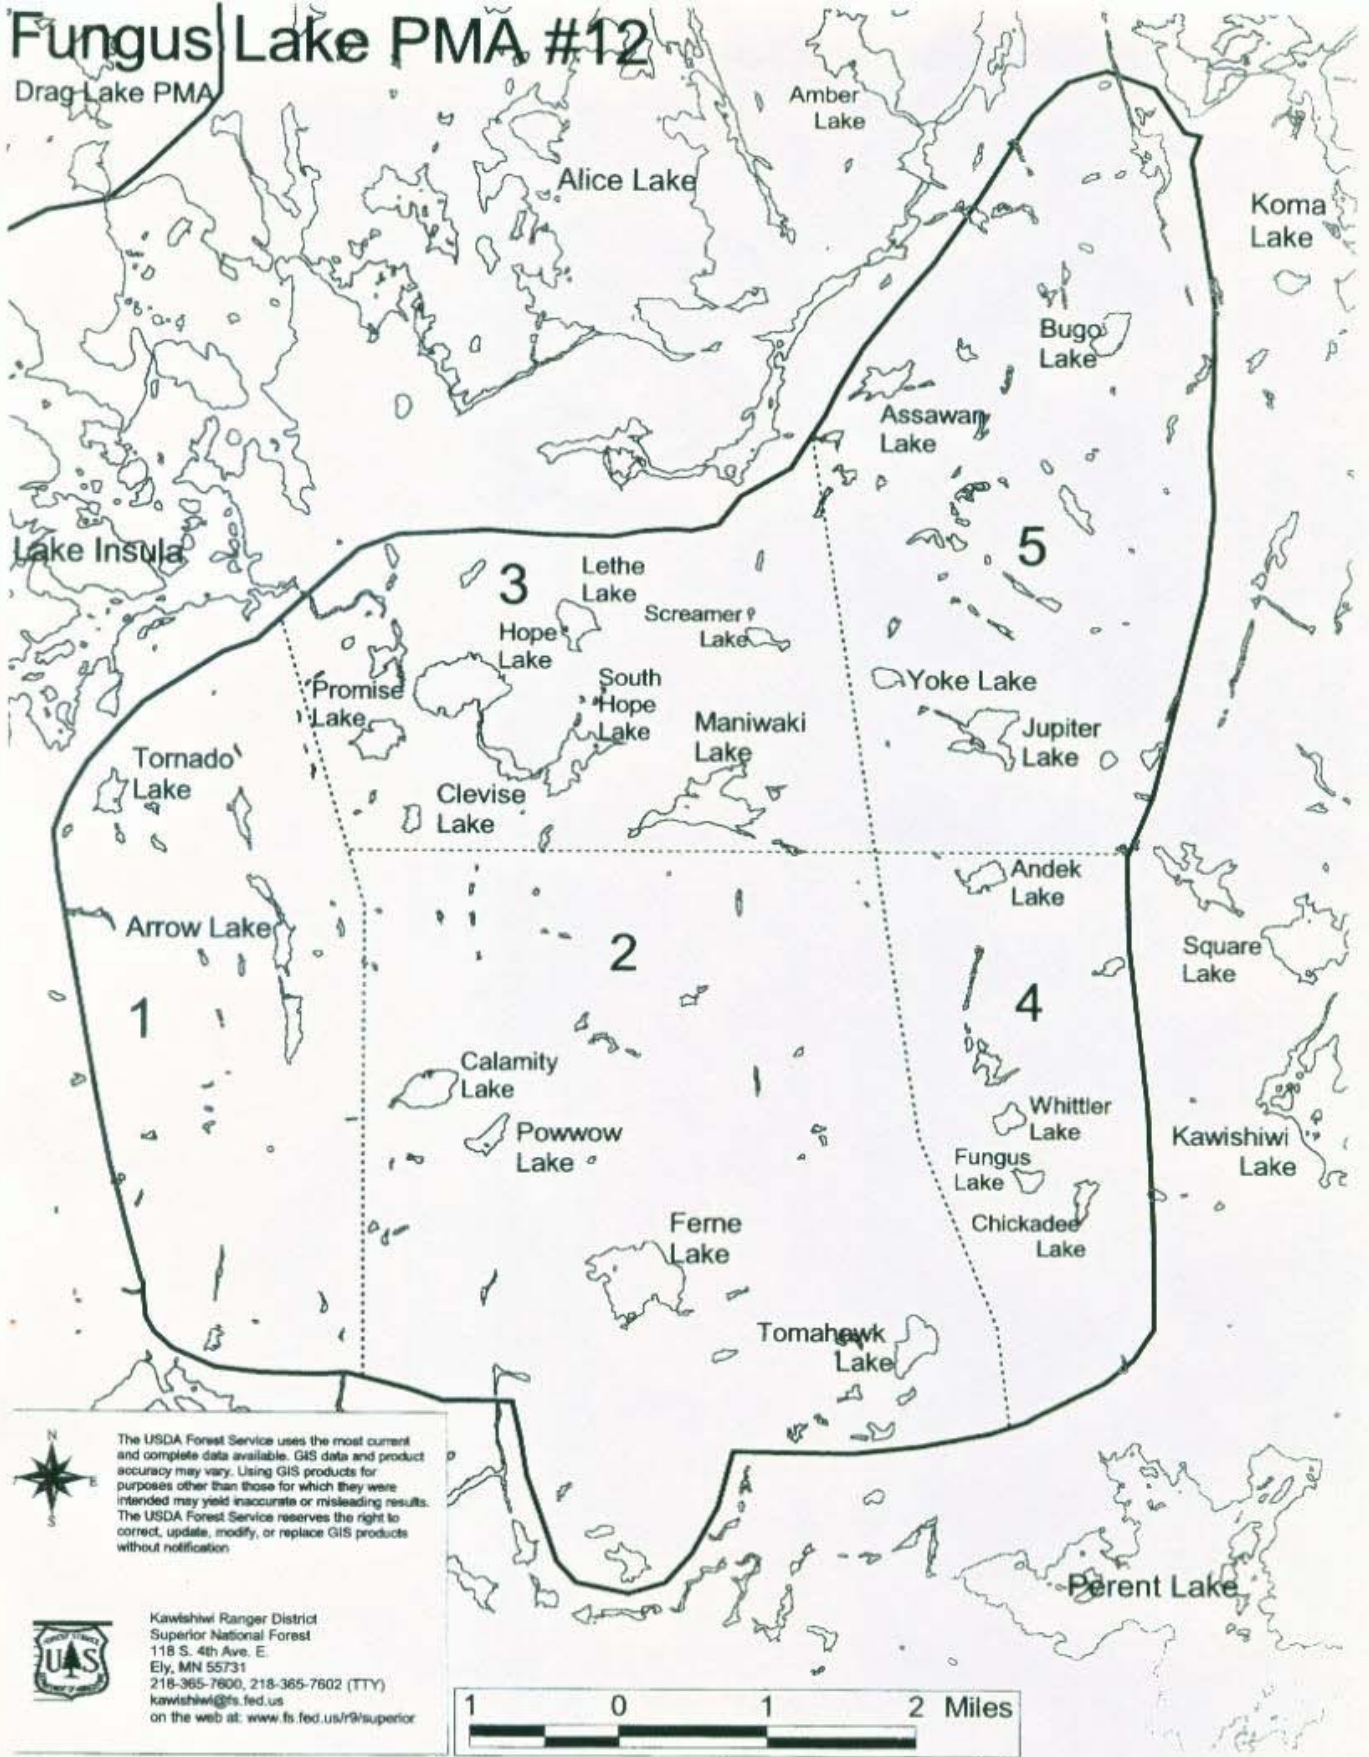 Fungus Lake PMA #12
Drag Lake PMA
Amber
Lake
Alice Lake
Koma
Lake
Bugo
Lake
Assawan
Lake
Lake Insula
3
Lethe
Lake
5
Screamer
Lake
Hope
Lake
Promise
Lake
South
Hope
Lake
Yoke Lake
Maniwaki
Lake
Jupiter
Lake
Tornado
Lake
Clevise
Lake
Andek
Lake
Arrow Lake
2
Square
Lake
1
4
Calamity
Lake
Powwow
Lake
Whittler
Lake
Kawishiwi
Lake
Fungus
Lake
Chickadee
Lake
Ferne
Lake
Tomahawk
Lake
Perent Lake
N
E
S
The USDA Forest Service uses the most current
and complete data available. GIS data and product
accuracy may vary. Using GIS products for
purposes other than those for which they were
intended may yield inaccurate or misleading results.
The USDA Forest Service reserves the right to
correct, update, modify, or replace GIS products
without notification
FOREST SERVICE
US
DEPARTMENT OF AGRICULTURE
Kawishiwi Ranger District
Superior National Forest
118 S. 4th Ave. E.
Ely, MN 55731
218-365-7600, 218-365-7602 (TTY)
kawishiwi@fs.fed.us
on the web at: www.fs.fed.us/r9/superior
1 0 1 2 Miles